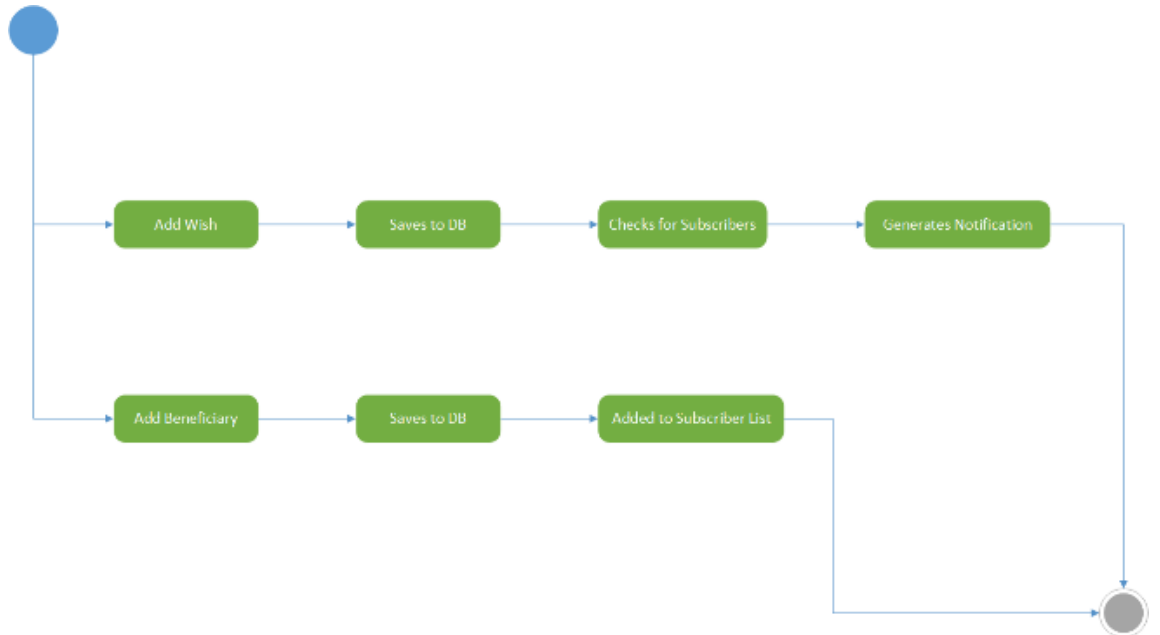 Add Wish
Saves to DB
Checks for Subscribers
Generates Notification
Add Beneficiary
Saves to DB
Added to Subscriber List